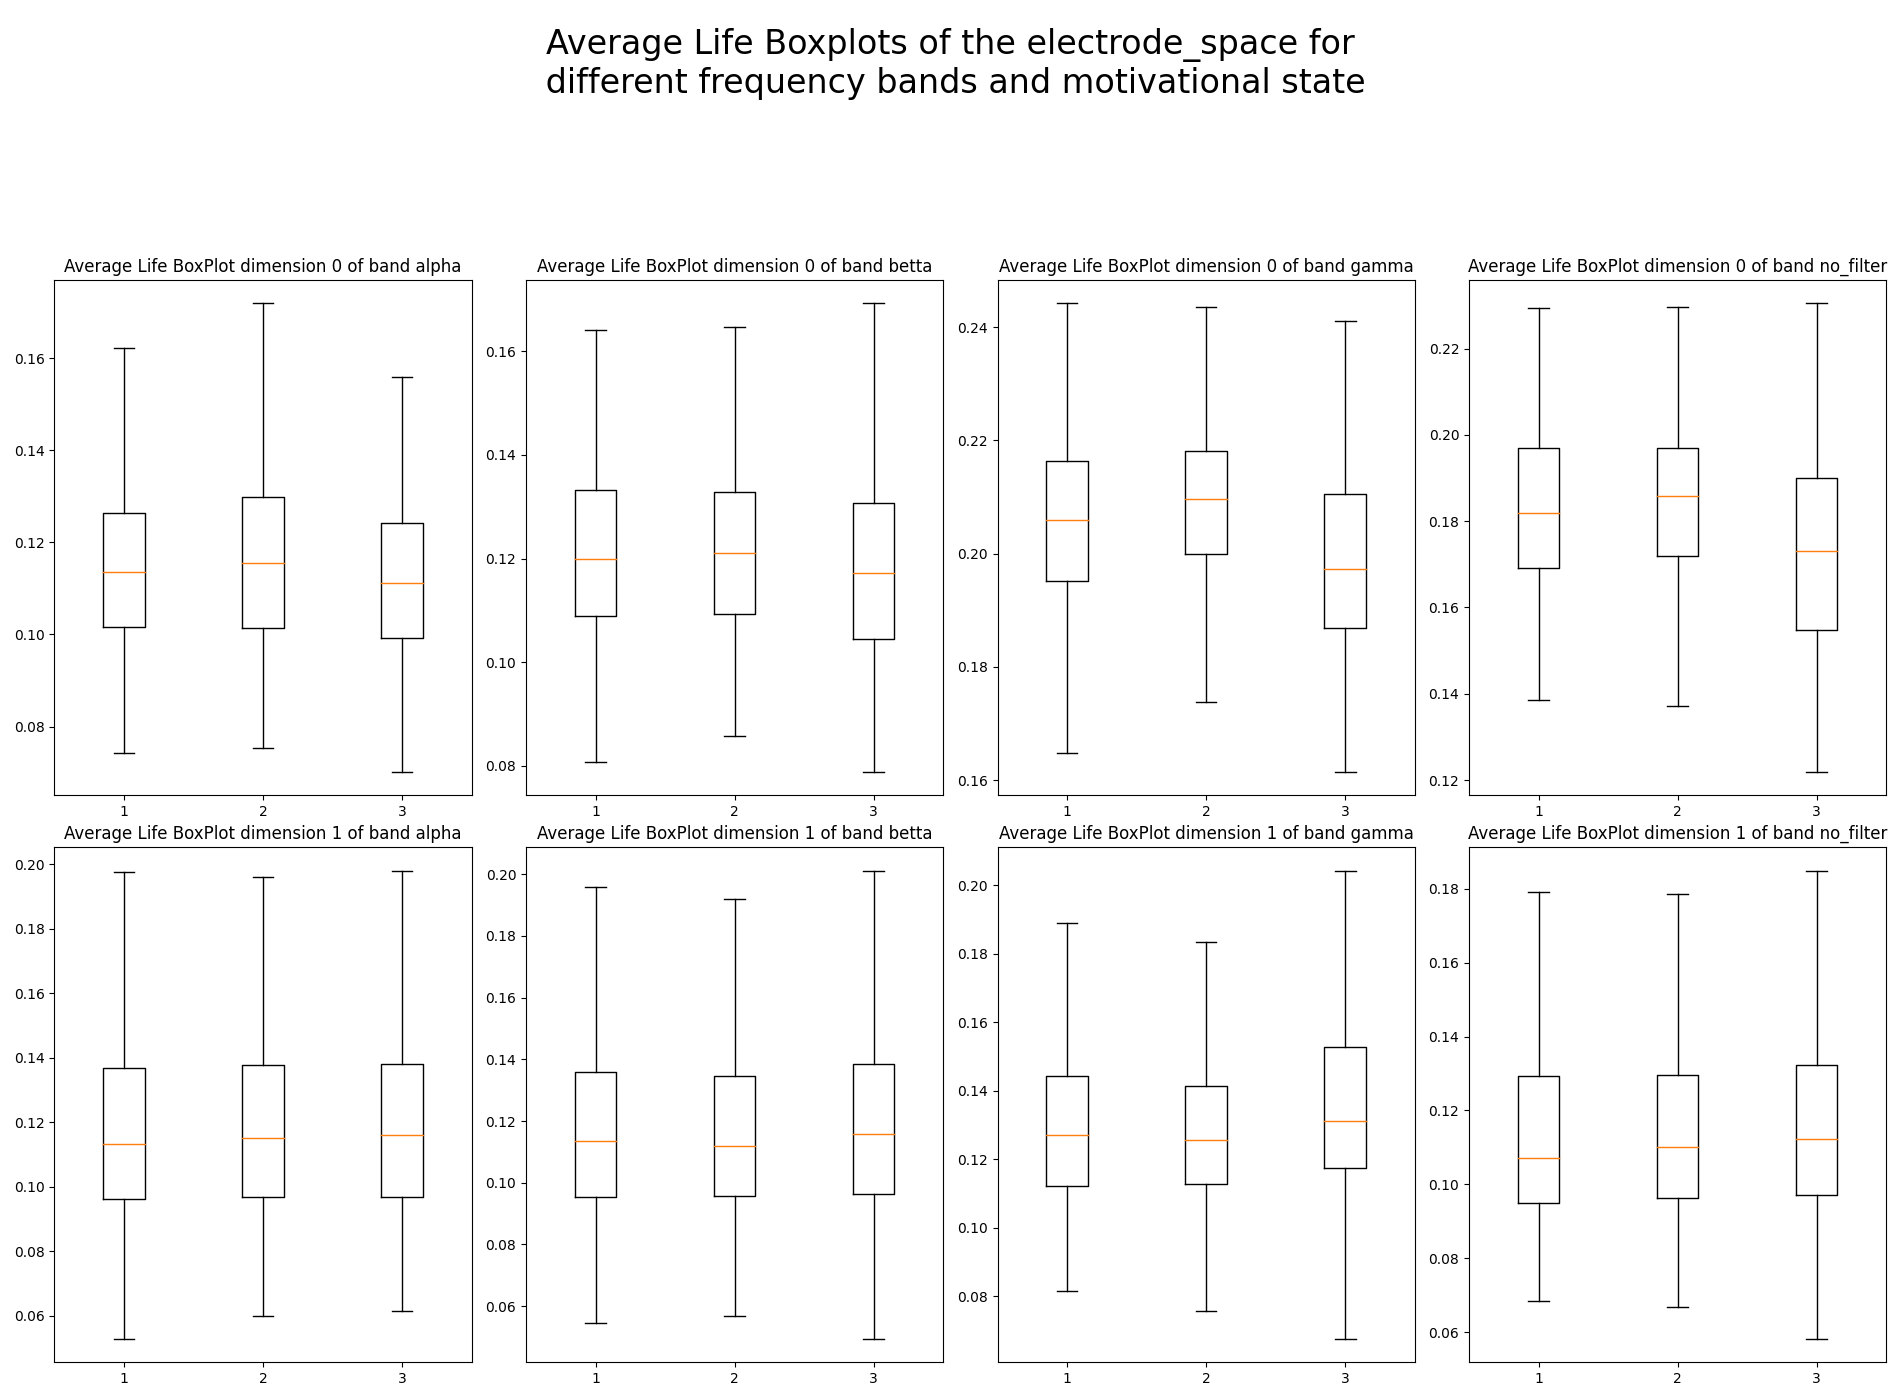 Average Life Boxplots of the electrode_space for
different frequency bands and motivational state
Average Life BoxPlot dimension 0 of band alpha
0.16
0.14
0.12
0.10
0.08
1 2 3
Average Life BoxPlot dimension 0 of band betta
0.16
0.14
0.12
0.10
0.08
1 2 3
Average Life BoxPlot dimension 0 of band gamma
0.24
0.22
0.20
0.18
0.16
1 2 3
Average Life BoxPlot dimension 0 of band no_filter
0.22
0.20
0.18
0.16
0.14
0.12
1 2 3
Average Life BoxPlot dimension 1 of band alpha
0.20
0.18
0.16
0.14
0.12
0.10
0.08
0.06
1 2 3
Average Life BoxPlot dimension 1 of band betta
0.20
0.18
0.16
0.14
0.12
0.10
0.08
0.06
1 2 3
Average Life BoxPlot dimension 1 of band gamma
0.20
0.18
0.16
0.14
0.12
0.10
0.08
1 2 3
Average Life BoxPlot dimension 1 of band no_filter
0.18
0.16
0.14
0.12
0.10
0.08
0.06
1 2 3